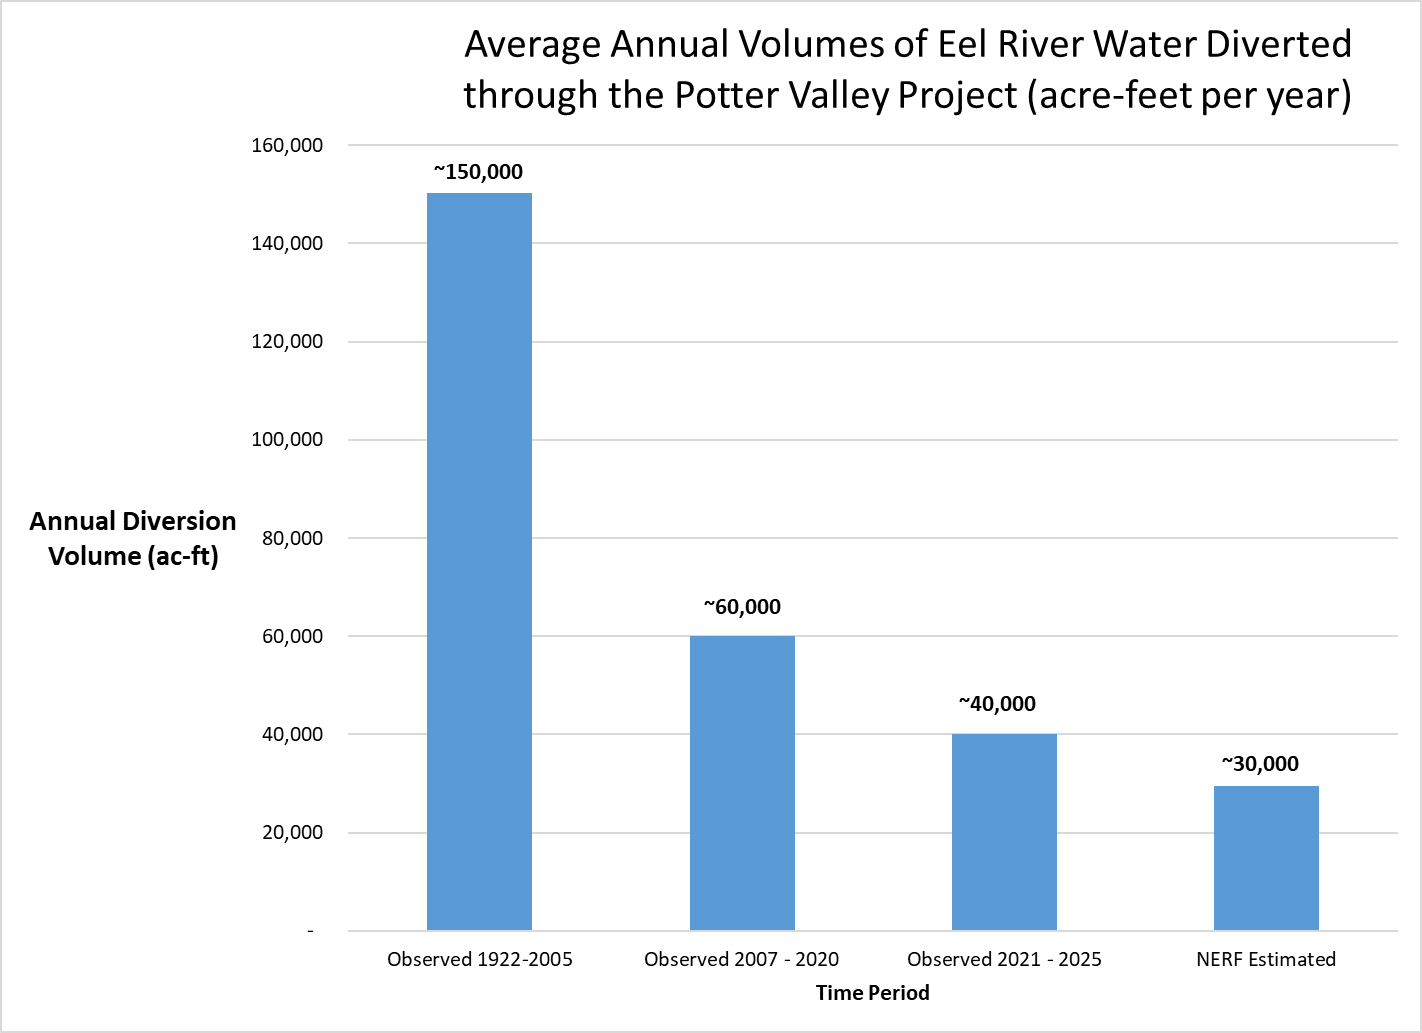 Average Annual Volumes of Eel River Water Diverted
through the Potter Valley Project (acre-feet per year)
160,000
140,000
120,000
100,000
80,000
60,000
40,000
20,000
-
Annual Diversion
Volume (ac-ft)
~150,000
~60,000
~40,000
~30,000
Observed 1922-2005
Observed 2007 - 2020
Observed 2021 - 2025
NERF Estimated
Time Period